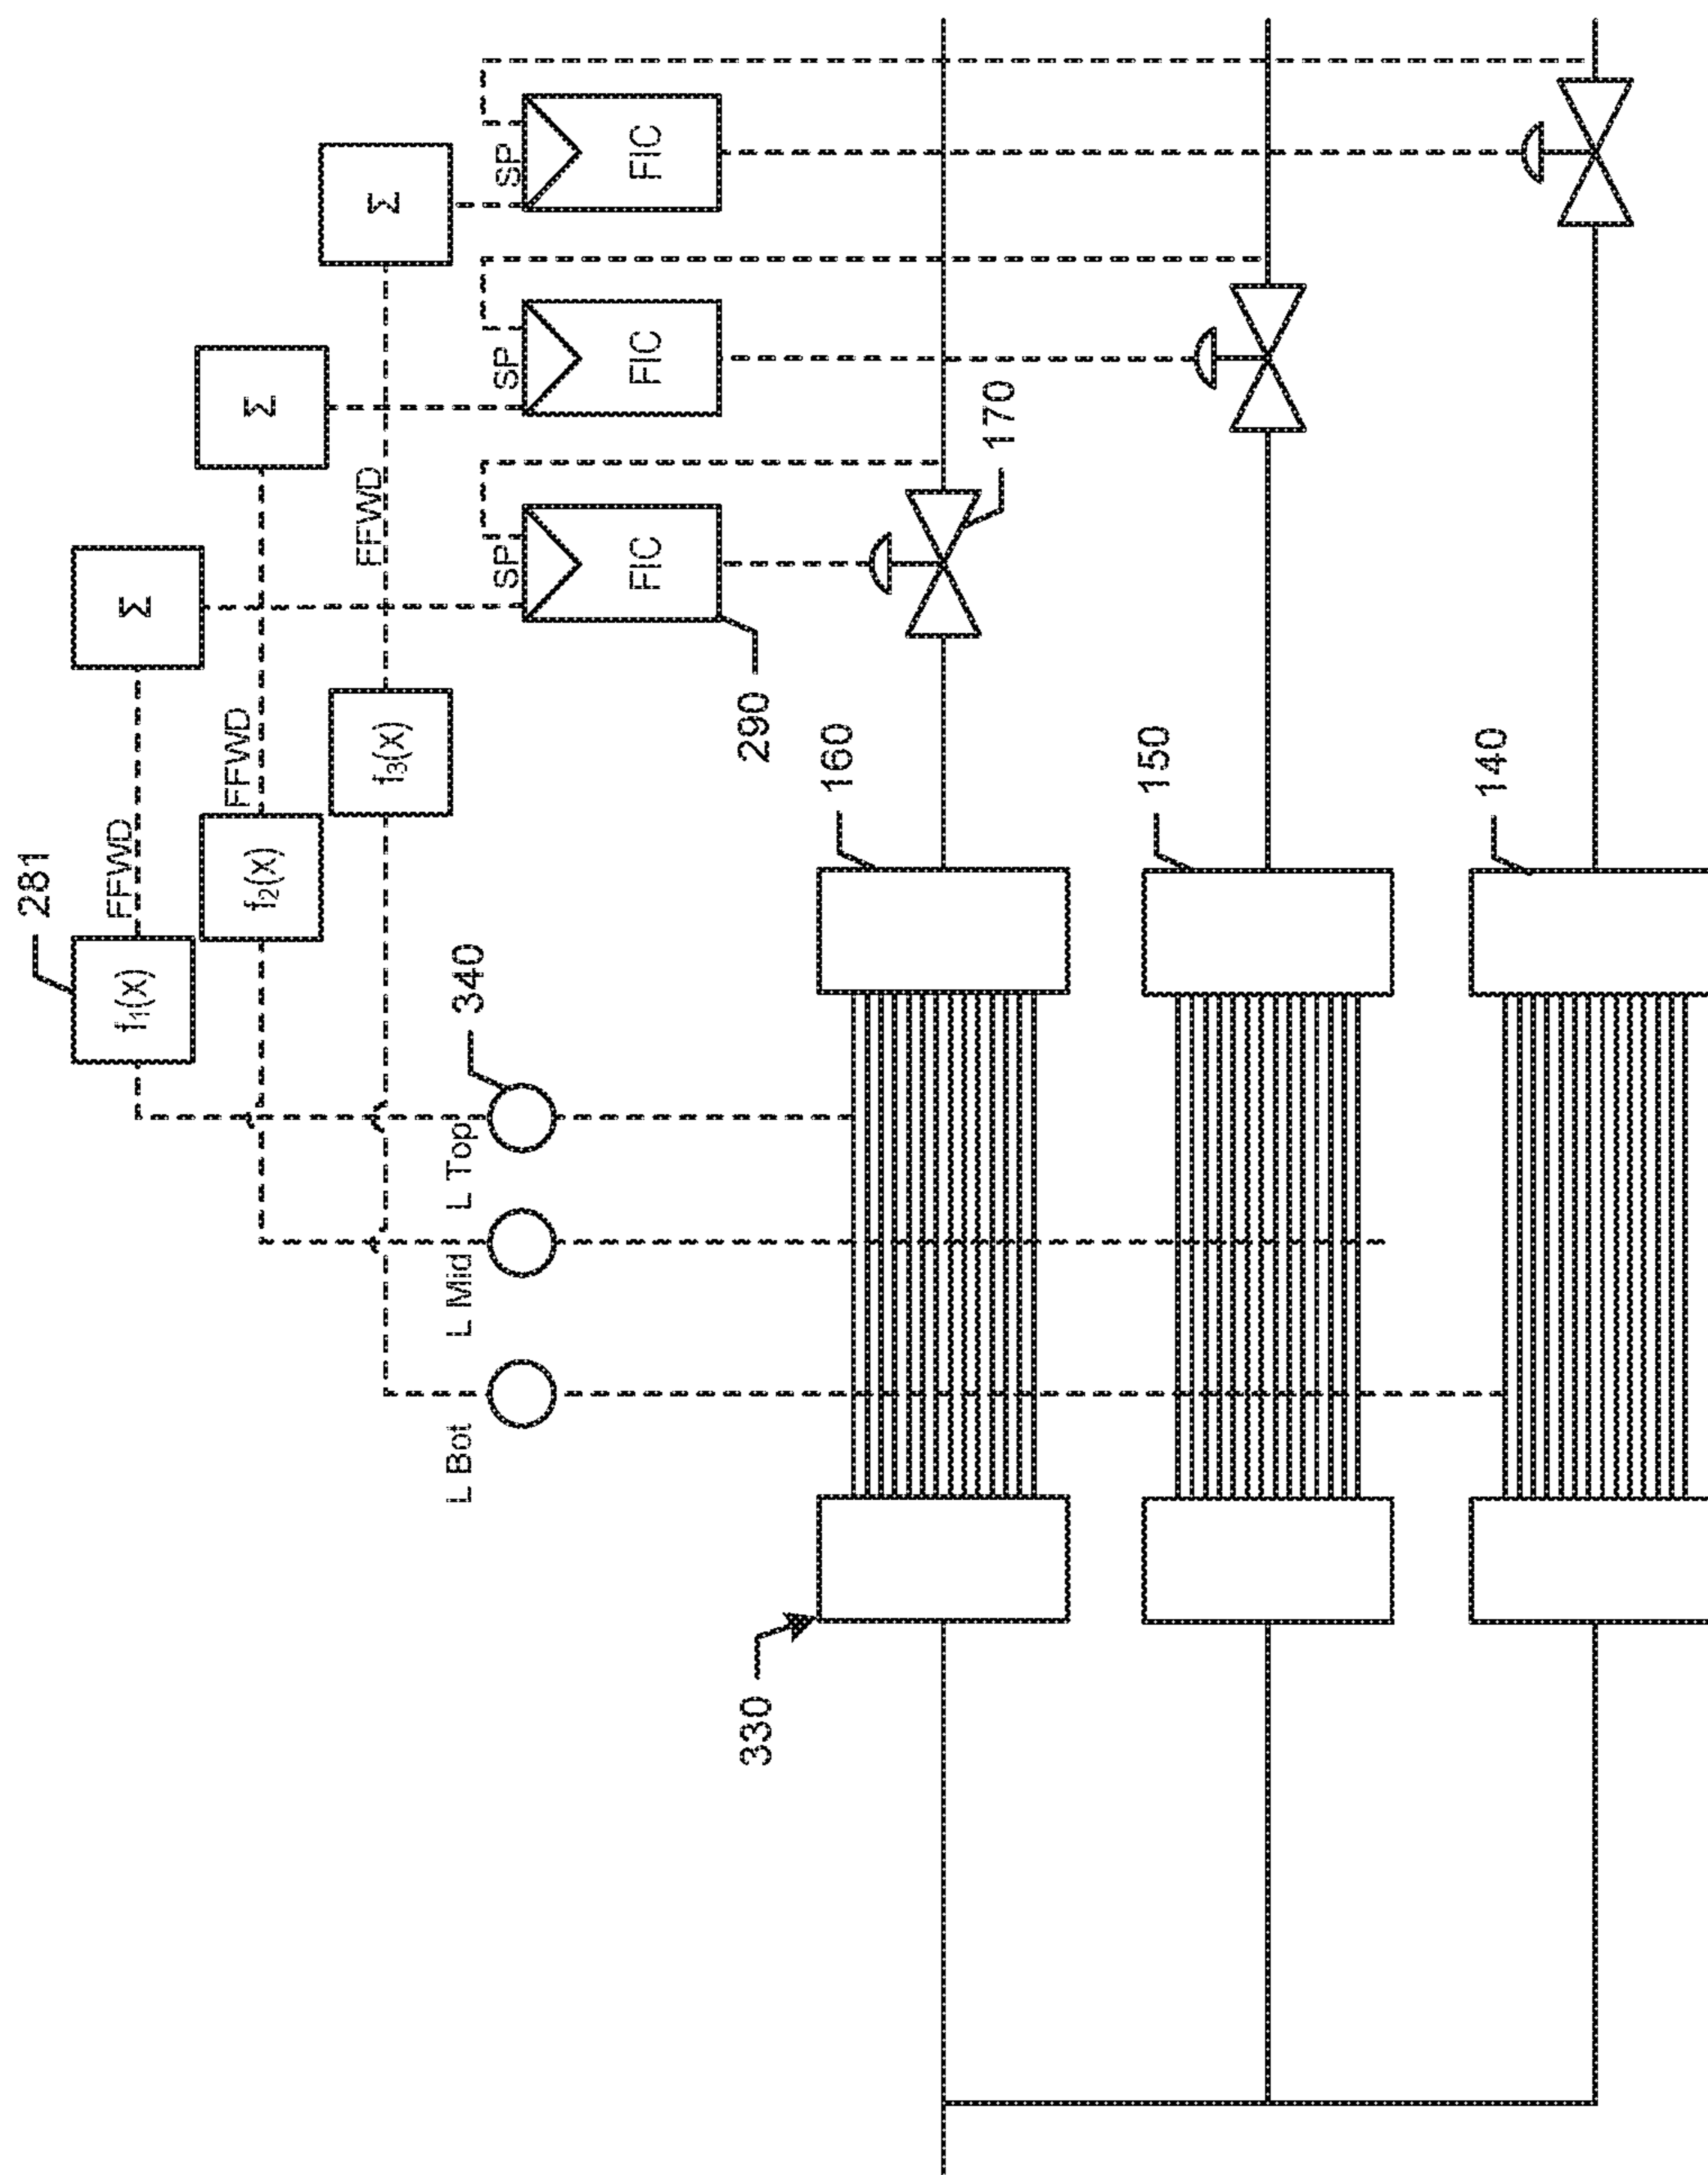 281
f1(x)
FFWD
Σ
f2(x)
FFWD
Σ
f3(x)
FFWD
Σ
L Bot
L Mid
L Top
340
SP
FIC
SP
FIC
SP
FIC
290
170
330
160
150
140